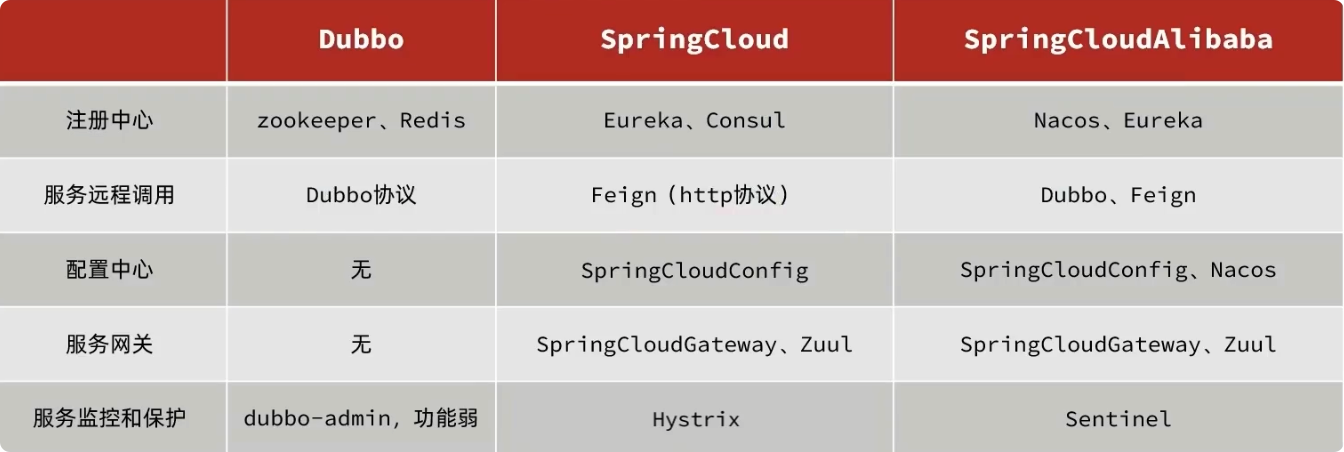 Dubbo SpringCloud SpringCloudAlibaba
注册中心 zookeeper、Redis Eureka、Consul Nacos、Eureka
服务远程调用 Dubbo协议 Feign（http协议） Dubbo、Feign
配置中心 无 SpringCloudConfig SpringCloudConfig、Nacos
服务网关 无 SpringCloudGateway、Zuul SpringCloudGateway、Zuul
服务监控和保护 dubbo-admin，功能弱 Hystrix Sentinel